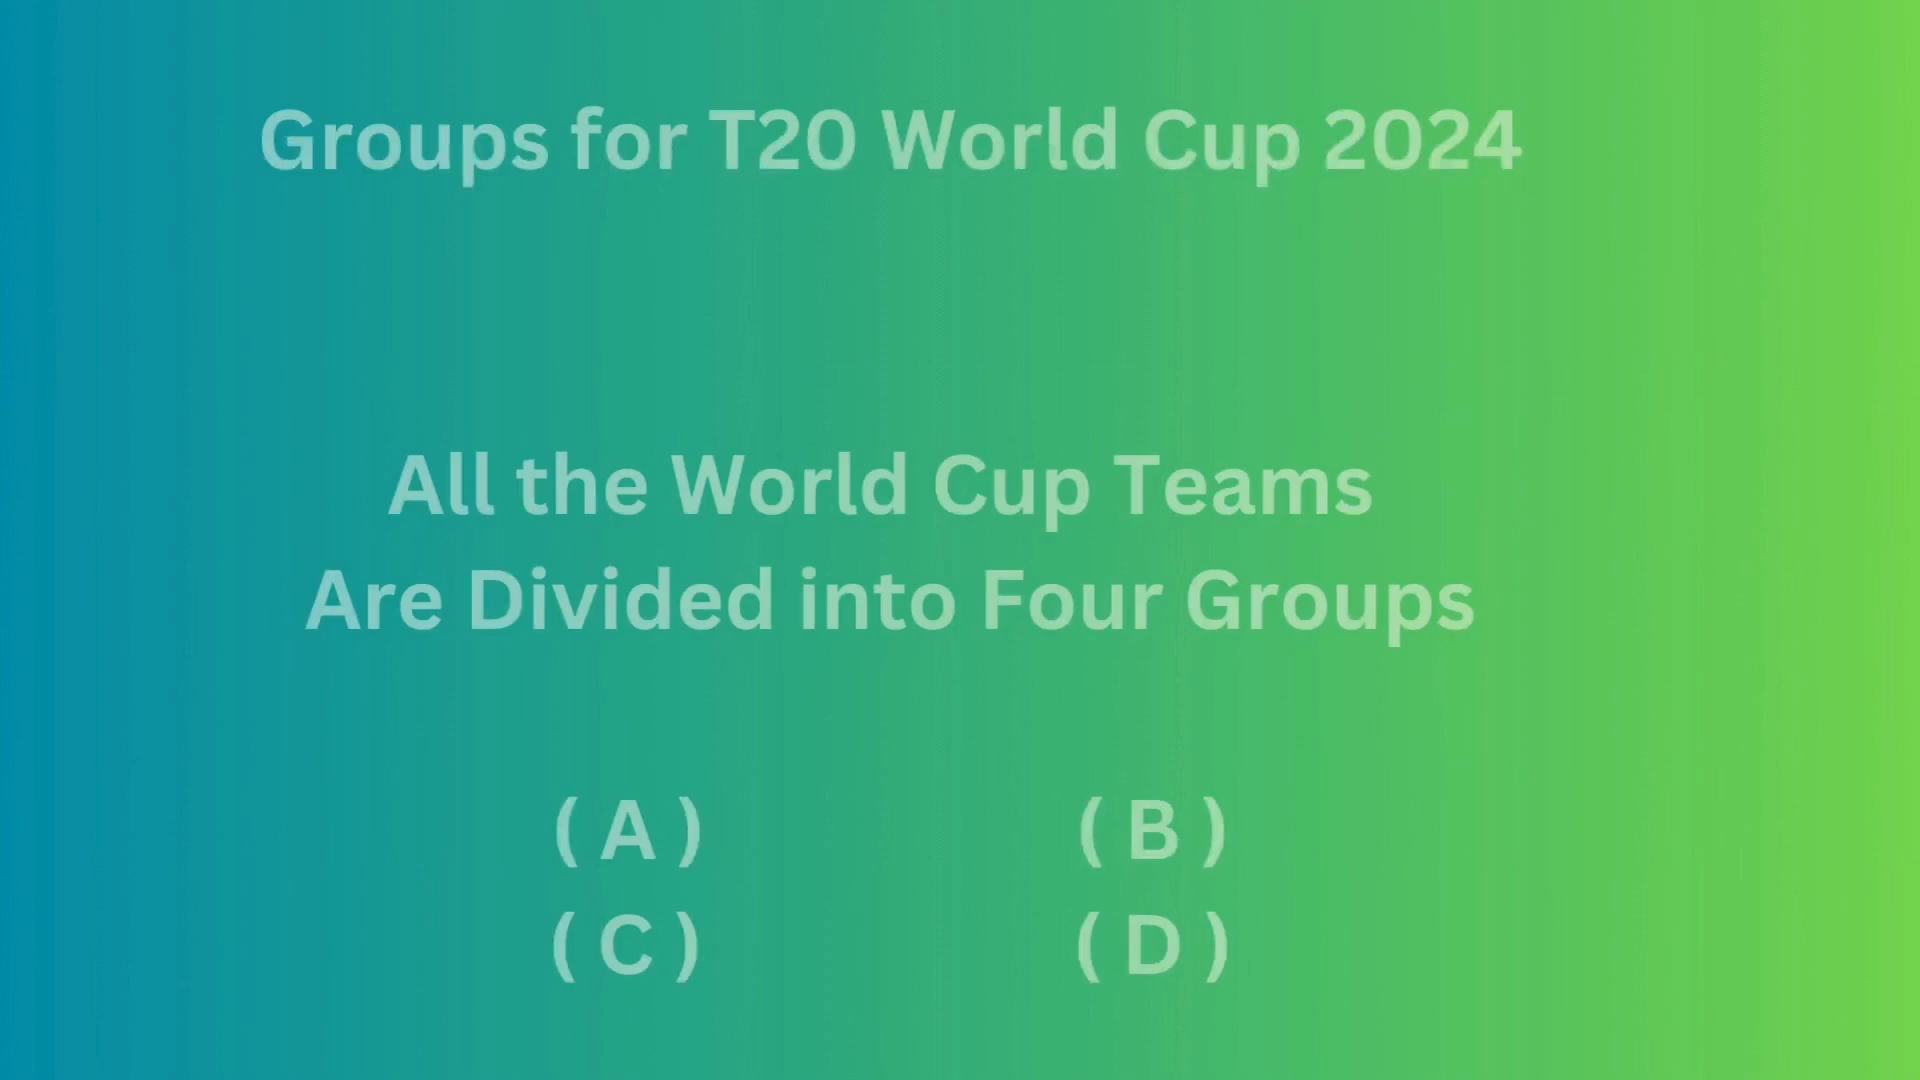 Groups for T20 World Cup 2024
All the World Cup Teams
Are Divided into Four Groups
( A ) ( B )
( C ) ( D )